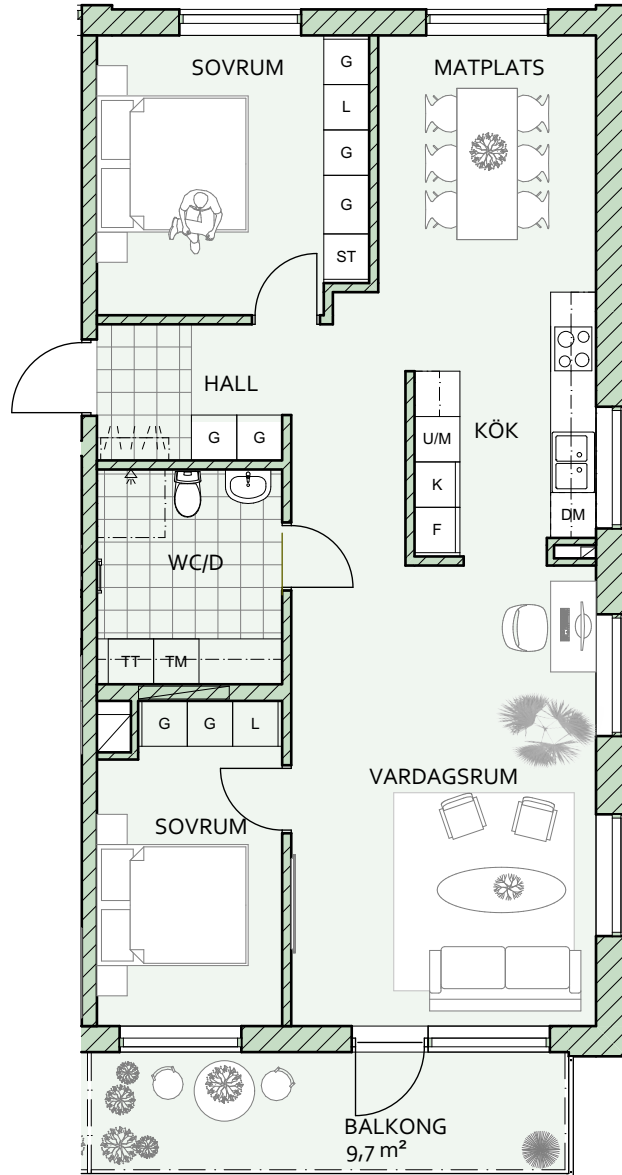 SOVRUM
G
MATPLATS
L
G
G
ST
HALL
G G
U/M
KÖK
K
DM
F
WC/D
TT TM
G G L
VARDAGSRUM
SOVRUM
BALKONG
9,7 m²